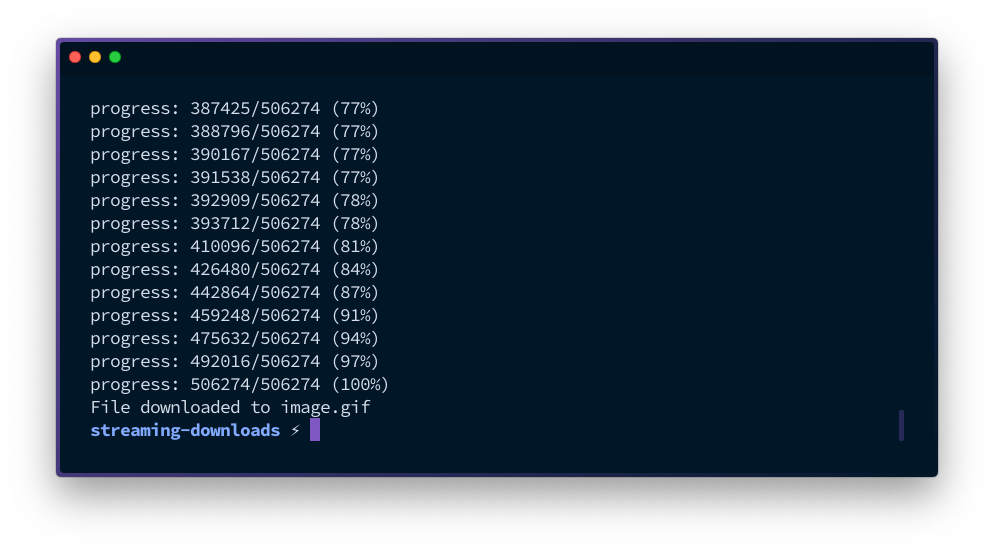 progress: 387425/506274 (77%)
progress: 388796/506274 (77%)
progress: 390167/506274 (77%)
progress: 391538/506274 (77%)
progress: 392909/506274 (78%)
progress: 393712/506274 (78%)
progress: 410096/506274 (81%)
progress: 426480/506274 (84%)
progress: 442864/506274 (87%)
progress: 459248/506274 (91%)
progress: 475632/506274 (94%)
progress: 492016/506274 (97%)
progress: 506274/506274 (100%)
File downloaded to image.gif
streaming-downloads ⚡